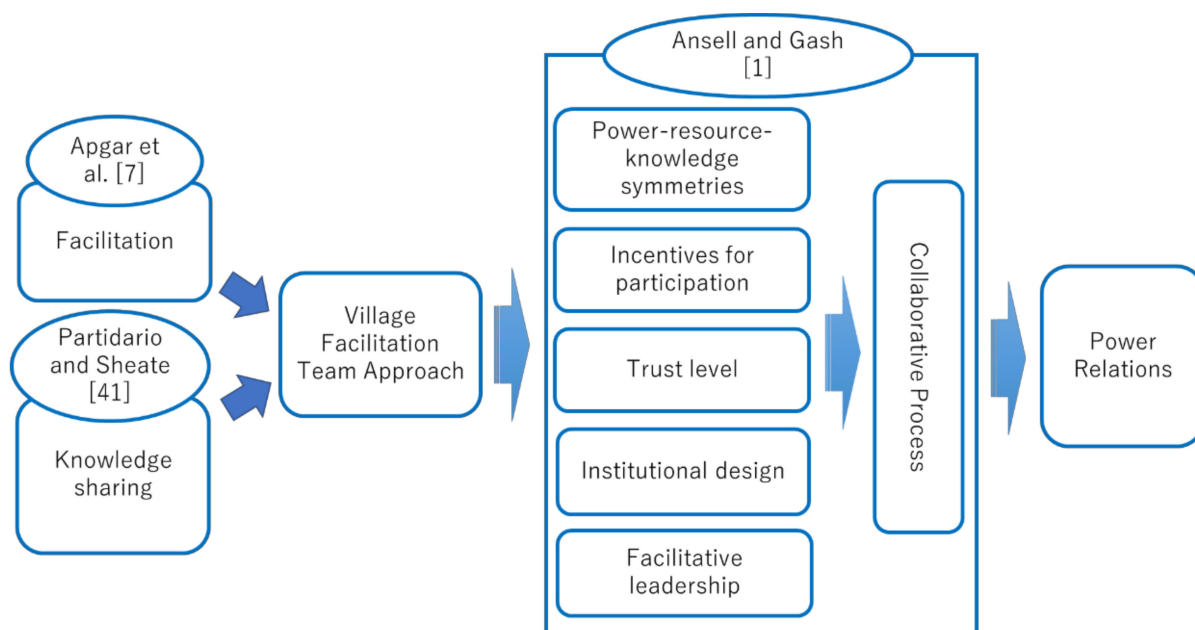 Apgar et
al. [7]
Facilitation
Partidario
and Sheate
[41]
Knowledge
sharing
Village
Facilitation
Team Approach
Ansell and Gash
[1]
Power-resource-
knowledge
symmetries
Incentives for
participation
Trust level
Institutional design
Facilitative
leadership
Collaborative Process
Power
Relations